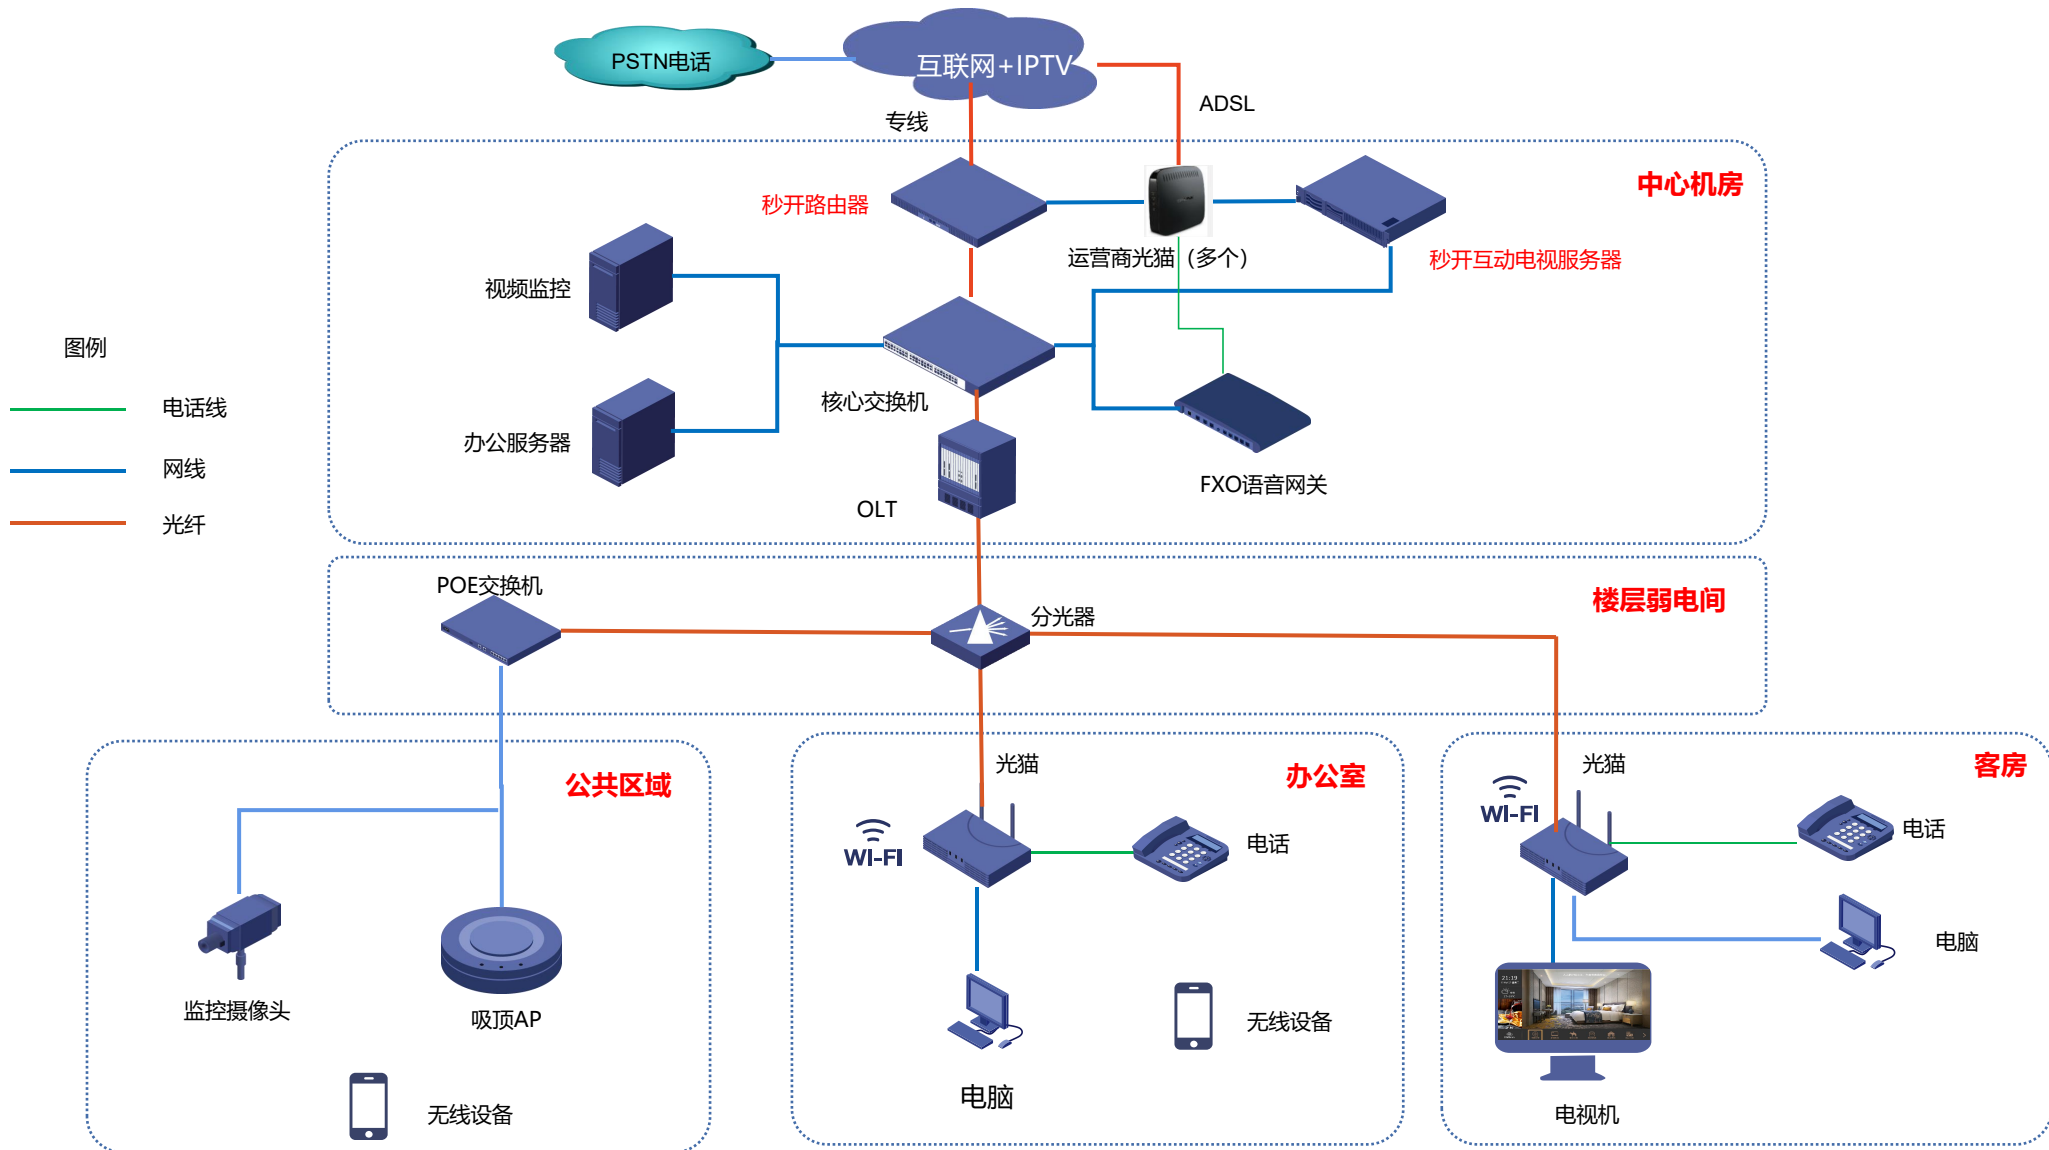 PSTN电话
互联网+IPTV
专线
ADSL
中心机房
秒开路由器
运营商光猫（多个）
秒开互动电视服务器
视频监控
图例
电话线
网线
光纤
核心交换机
办公服务器
FXO语音网关
OLT
POE交换机
分光器
楼层弱电间
公共区域
监控摄像头
吸顶AP
无线设备
办公室
光猫
WI-FI
电话
电脑
无线设备
客房
光猫
WI-FI
电话
电脑
21:19
电视机